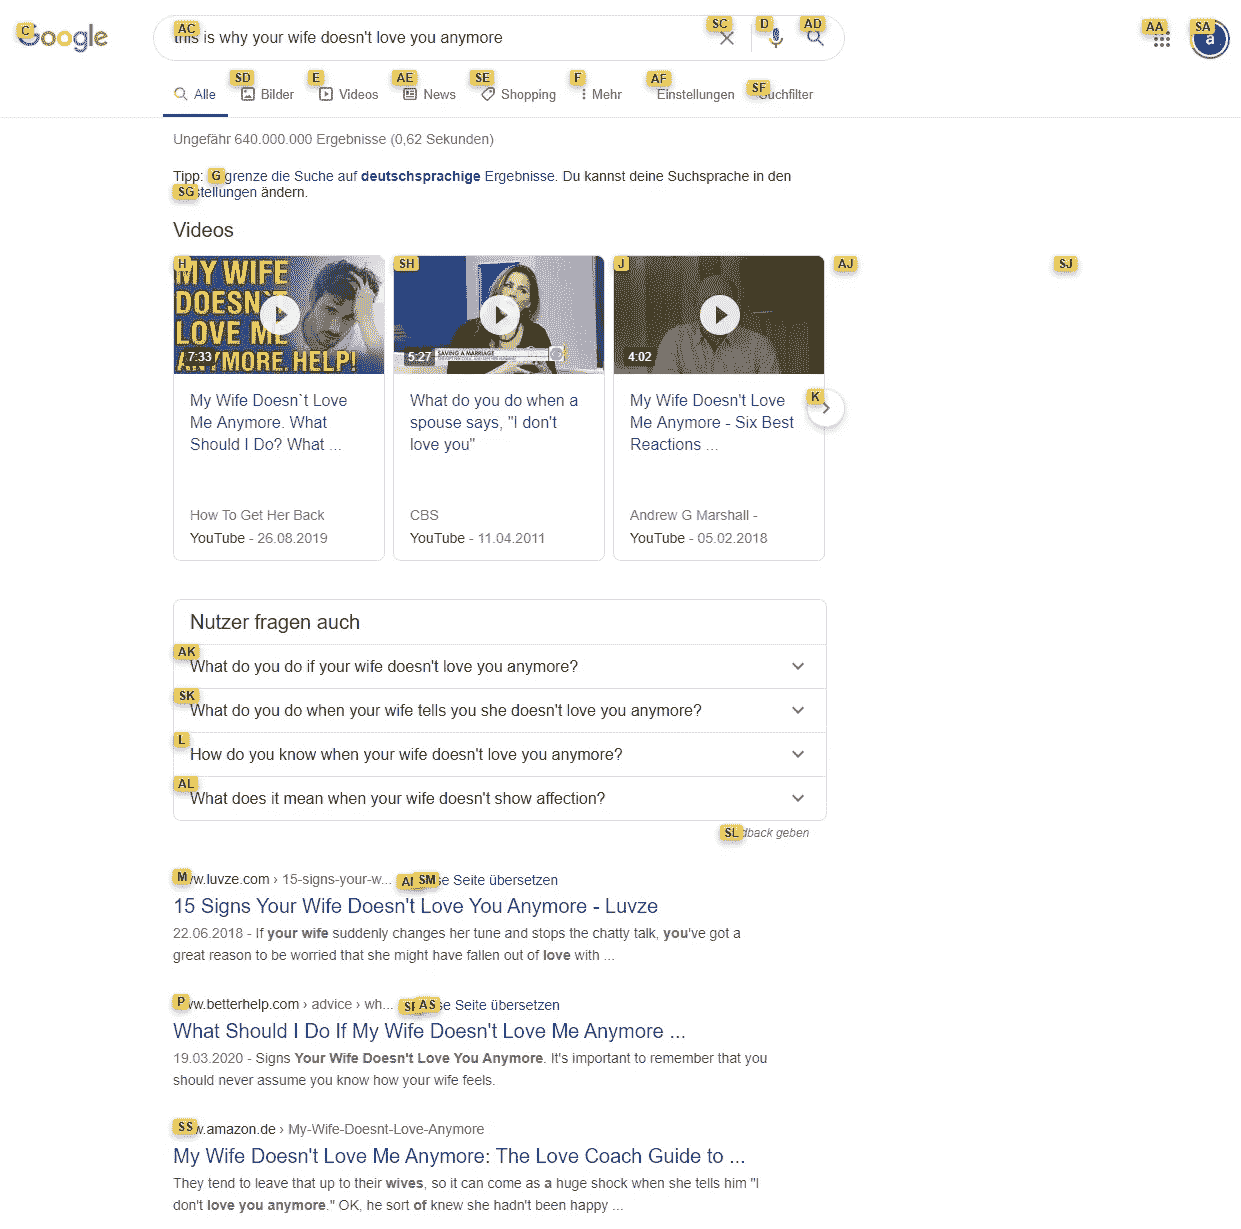 C
Google
AC
this is why your wife doesn't love you anymore
SC
D
AD
AA
SA
a
Alle
SD
Bilder
E
Videos
AE
News
SE
Shopping
F
Mehr
AF
Einstellungen
SF
Suchfilter
Ungefähr 640.000.000 Ergebnisse (0,62 Sekunden)
Tipp: G grenze die Suche auf deutschsprachige Ergebnisse. Du kannst deine Suchsprache in den
SG stellungen ändern.
Videos
H
MY WIFE
DOESN`T
LOVE ME
ANYMORE. HELP!
7:33
My Wife Doesn`t Love
Me Anymore. What
Should I Do? What ...
How To Get Her Back
YouTube - 26.08.2019
SH
SAVING A MARRIAGE
5:27
What do you do when a
spouse says, "I don't
love you"
CBS
YouTube - 11.04.2011
J
4:02
My Wife Doesn't Love
Me Anymore - Six Best
Reactions ...
Andrew G Marshall -
YouTube - 05.02.2018
AJ
SJ
K
Nutzer fragen auch
AK
What do you do if your wife doesn't love you anymore?
SK
What do you do when your wife tells you she doesn't love you anymore?
L
How do you know when your wife doesn't love you anymore?
AL
What does it mean when your wife doesn't show affection?
SL dback geben
M w.luvze.com › 15-signs-your-w... SM se Seite übersetzen
15 Signs Your Wife Doesn't Love You Anymore - Luvze
22.06.2018 - If your wife suddenly changes her tune and stops the chatty talk, you've got a
great reason to be worried that she might have fallen out of love with ...
P w.betterhelp.com › advice › wh... AS se Seite übersetzen
What Should I Do If My Wife Doesn't Love Me Anymore ...
19.03.2020 - Signs Your Wife Doesn't Love You Anymore. It's important to remember that you
should never assume you know how your wife feels.
SS w.amazon.de › My-Wife-Doesnt-Love-Anymore
My Wife Doesn't Love Me Anymore: The Love Coach Guide to ...
They tend to leave that up to their wives, so it can come as a huge shock when she tells him "I
don't love you anymore." OK, he sort of knew she hadn't been happy ...